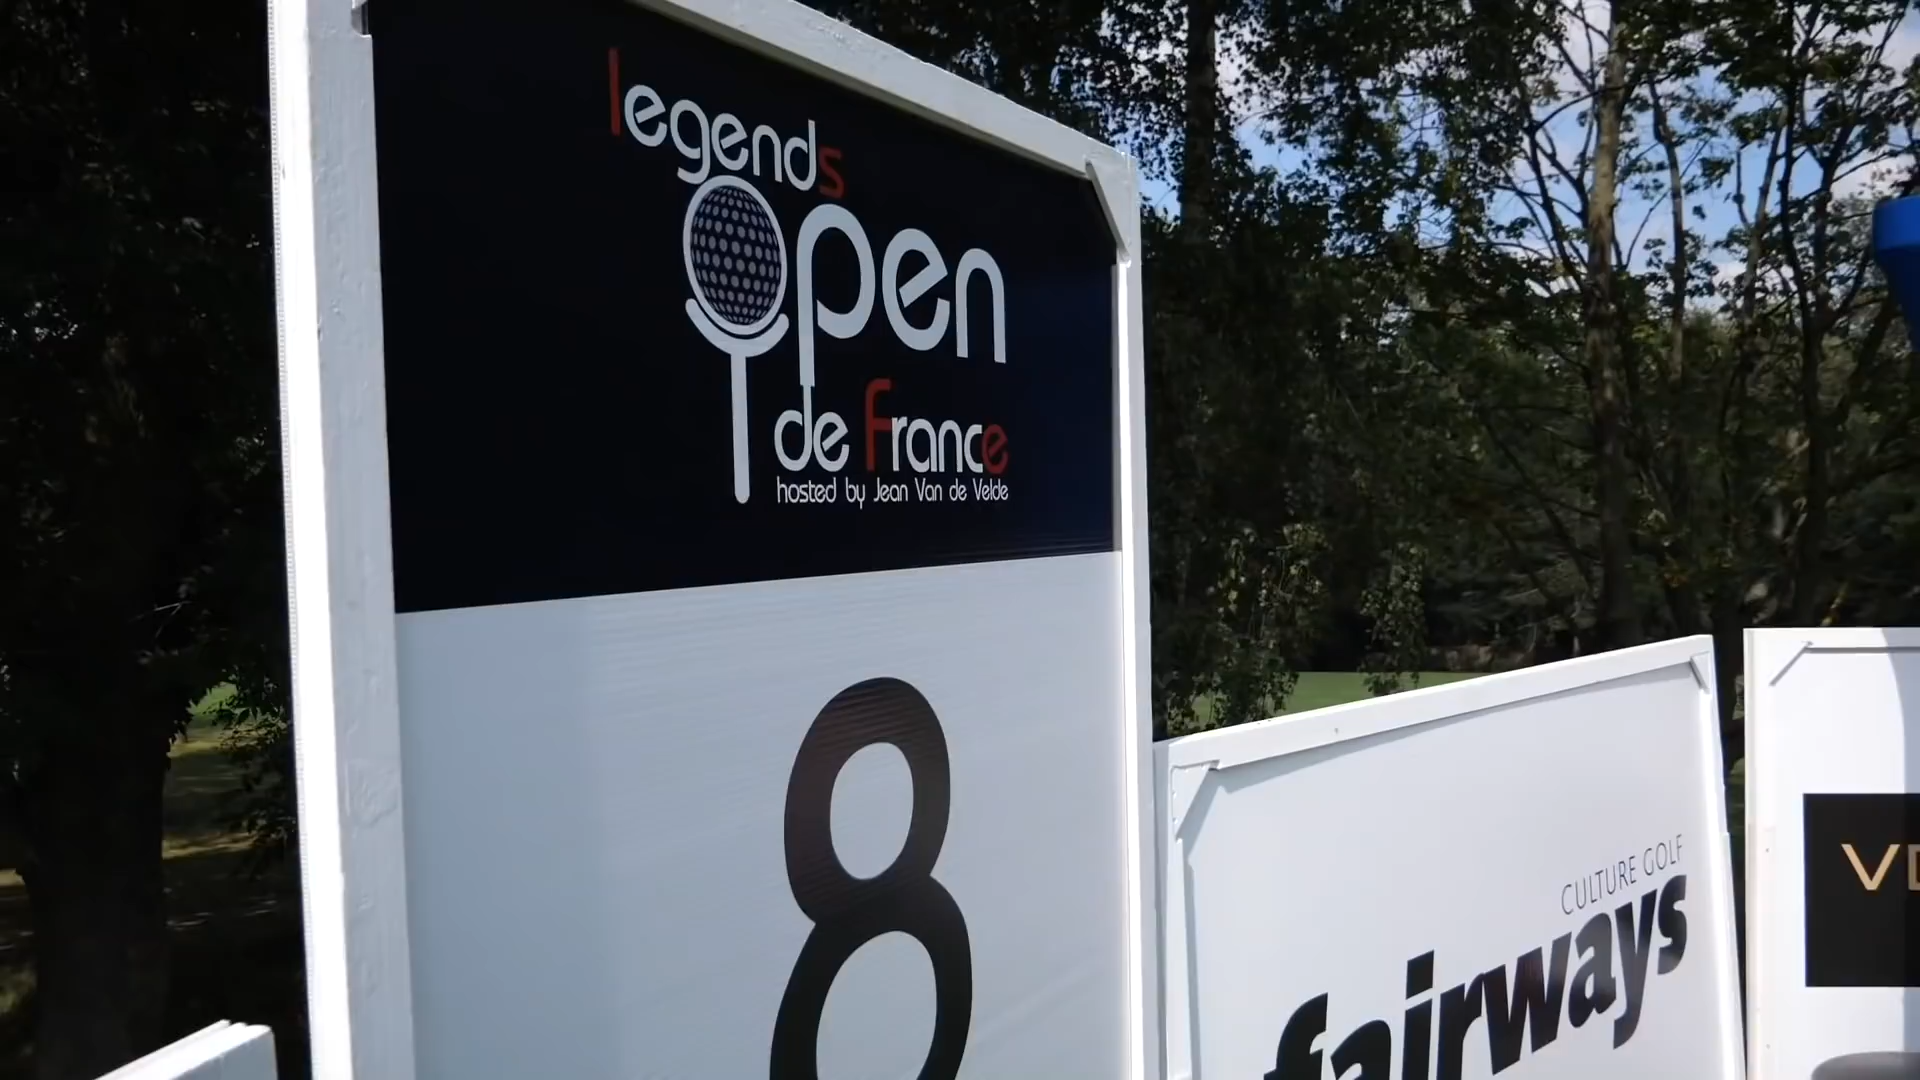 legends
Open
de France
hosted by Jean Van de Velde
8
CULTURE GOLF
fairways